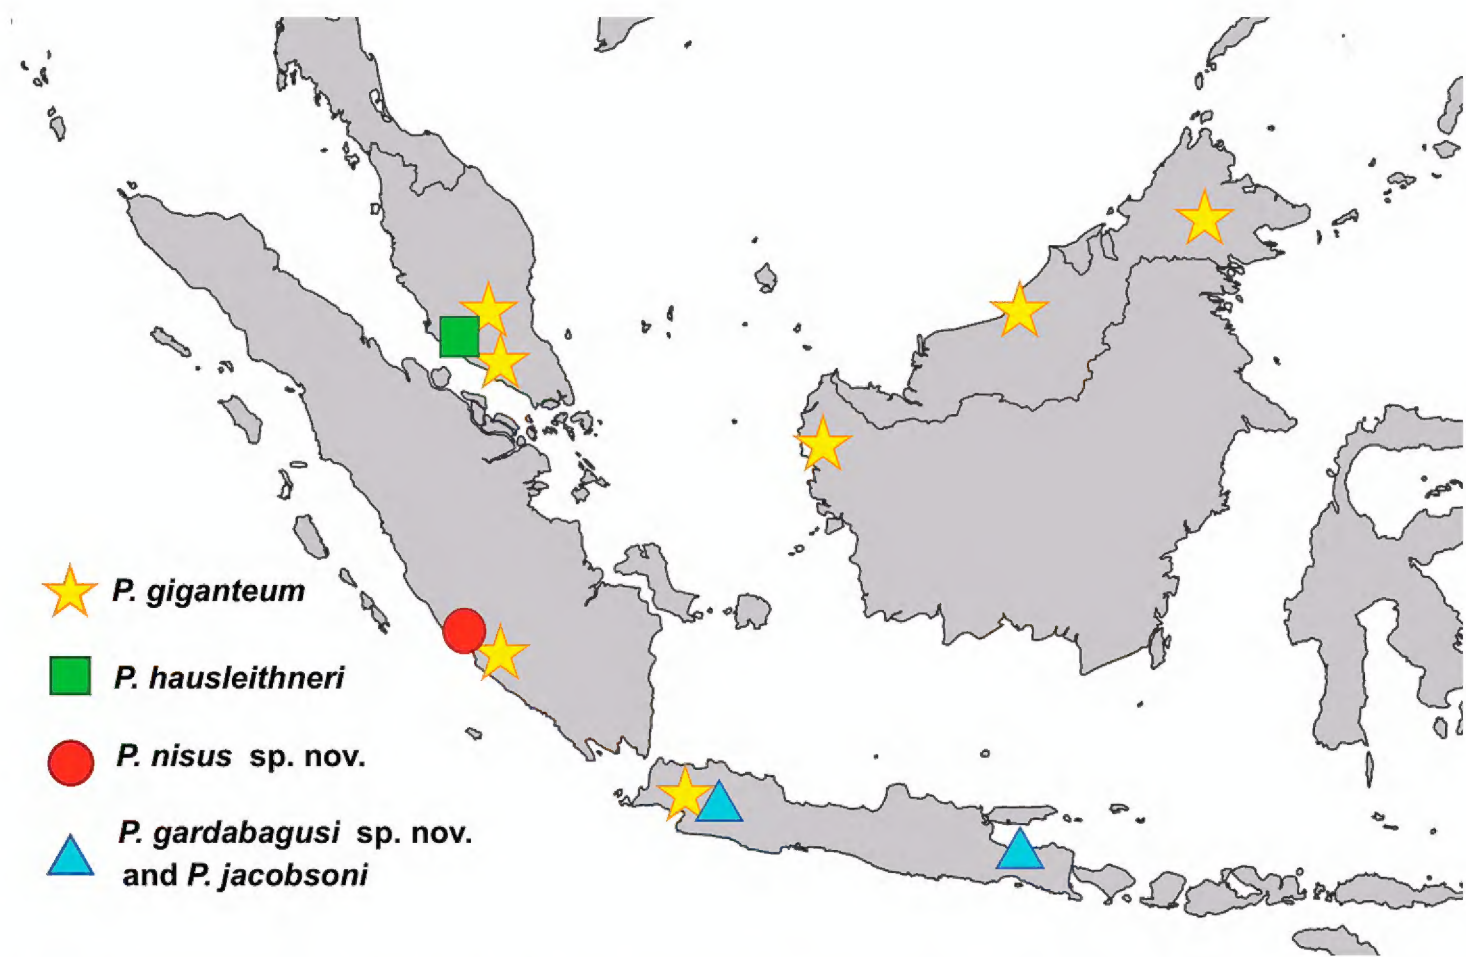 P. giganteum
P. hausleithneri
P. nisus sp. nov.
P. gardabagusi sp. nov.
and P. jacobsoni